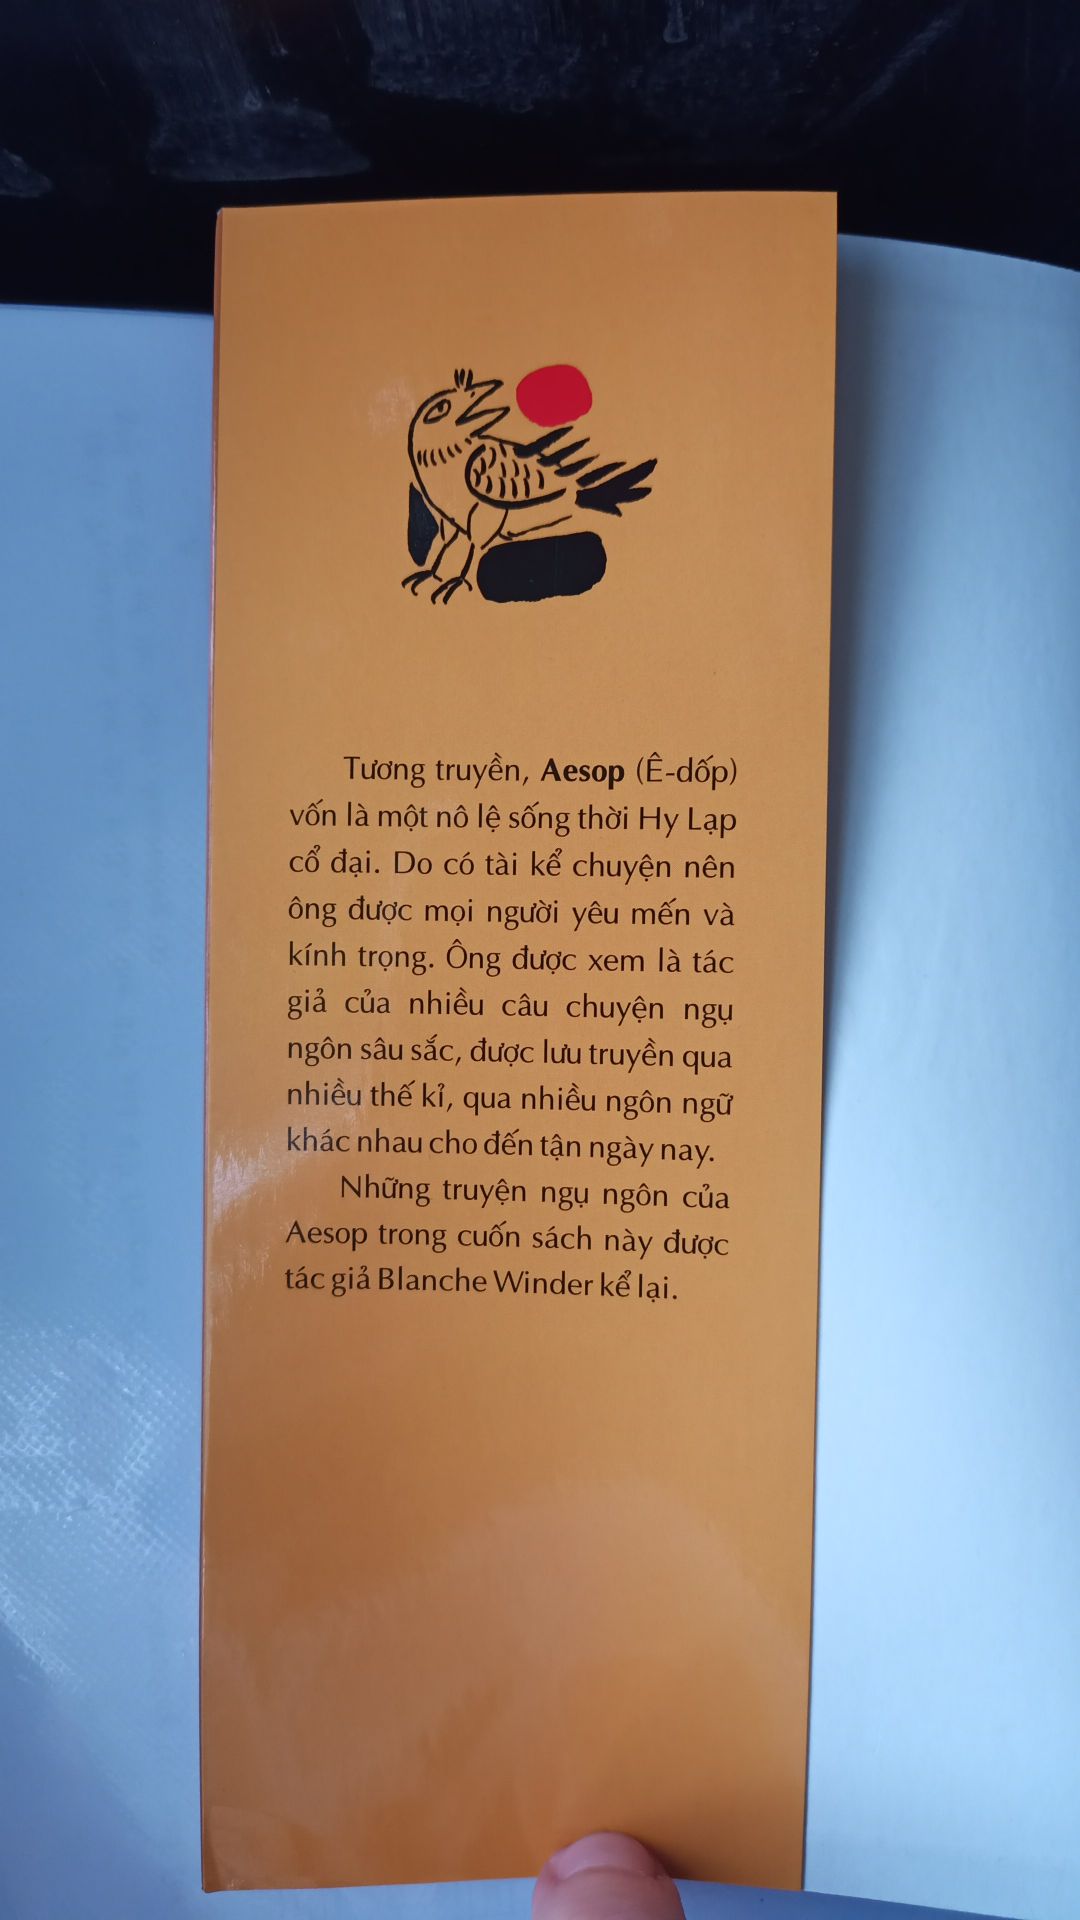 Tương truyền, Aesop (Ê-dốp)
vốn là một nô lệ sống thời Hy Lạp
cổ đại. Do có tài kể chuyện nên
ông được mọi người yêu mến và
kính trọng. Ông được xem là tác
giả của nhiều câu chuyện ngụ
ngôn sâu sắc, được lưu truyền qua
nhiều thế kỉ, qua nhiều ngôn ngữ
khác nhau cho đến tận ngày nay.
Những truyện ngụ ngôn của
Aesop trong cuốn sách này được
tác giả Blanche Winder kể lại.